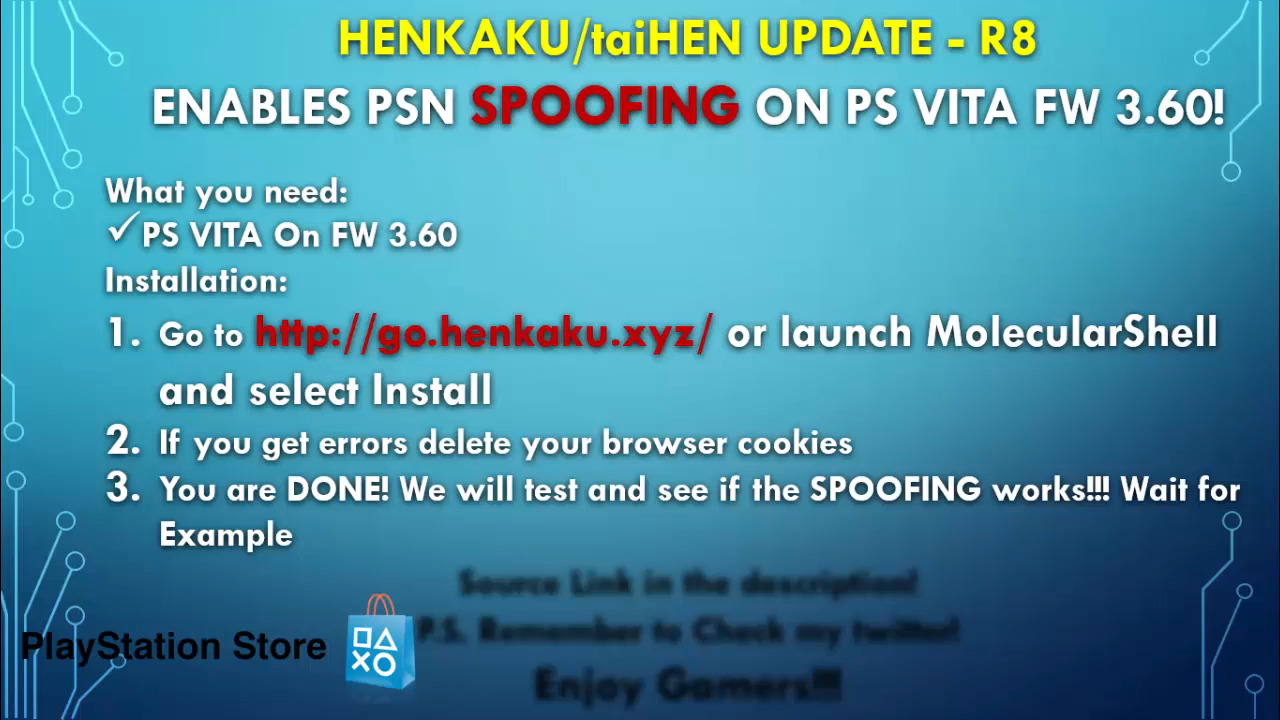 HENKAKU/taiHEN UPDATE - R8
ENABLES PSN SPOOFING ON PS VITA FW 3.60!
What you need:
✓PS VITA On FW 3.60
Installation:
1. Go to http://go.henkaku.xyz/ or launch MolecularShell
and select Install
2. If you get errors delete your browser cookies
3. You are DONE! We will test and see if the SPOOFING works!!! Wait for
Example
Source Link in the description!
P.S. Remember to Check my twitter!
Enjoy Gamers!!!
PlayStation Store